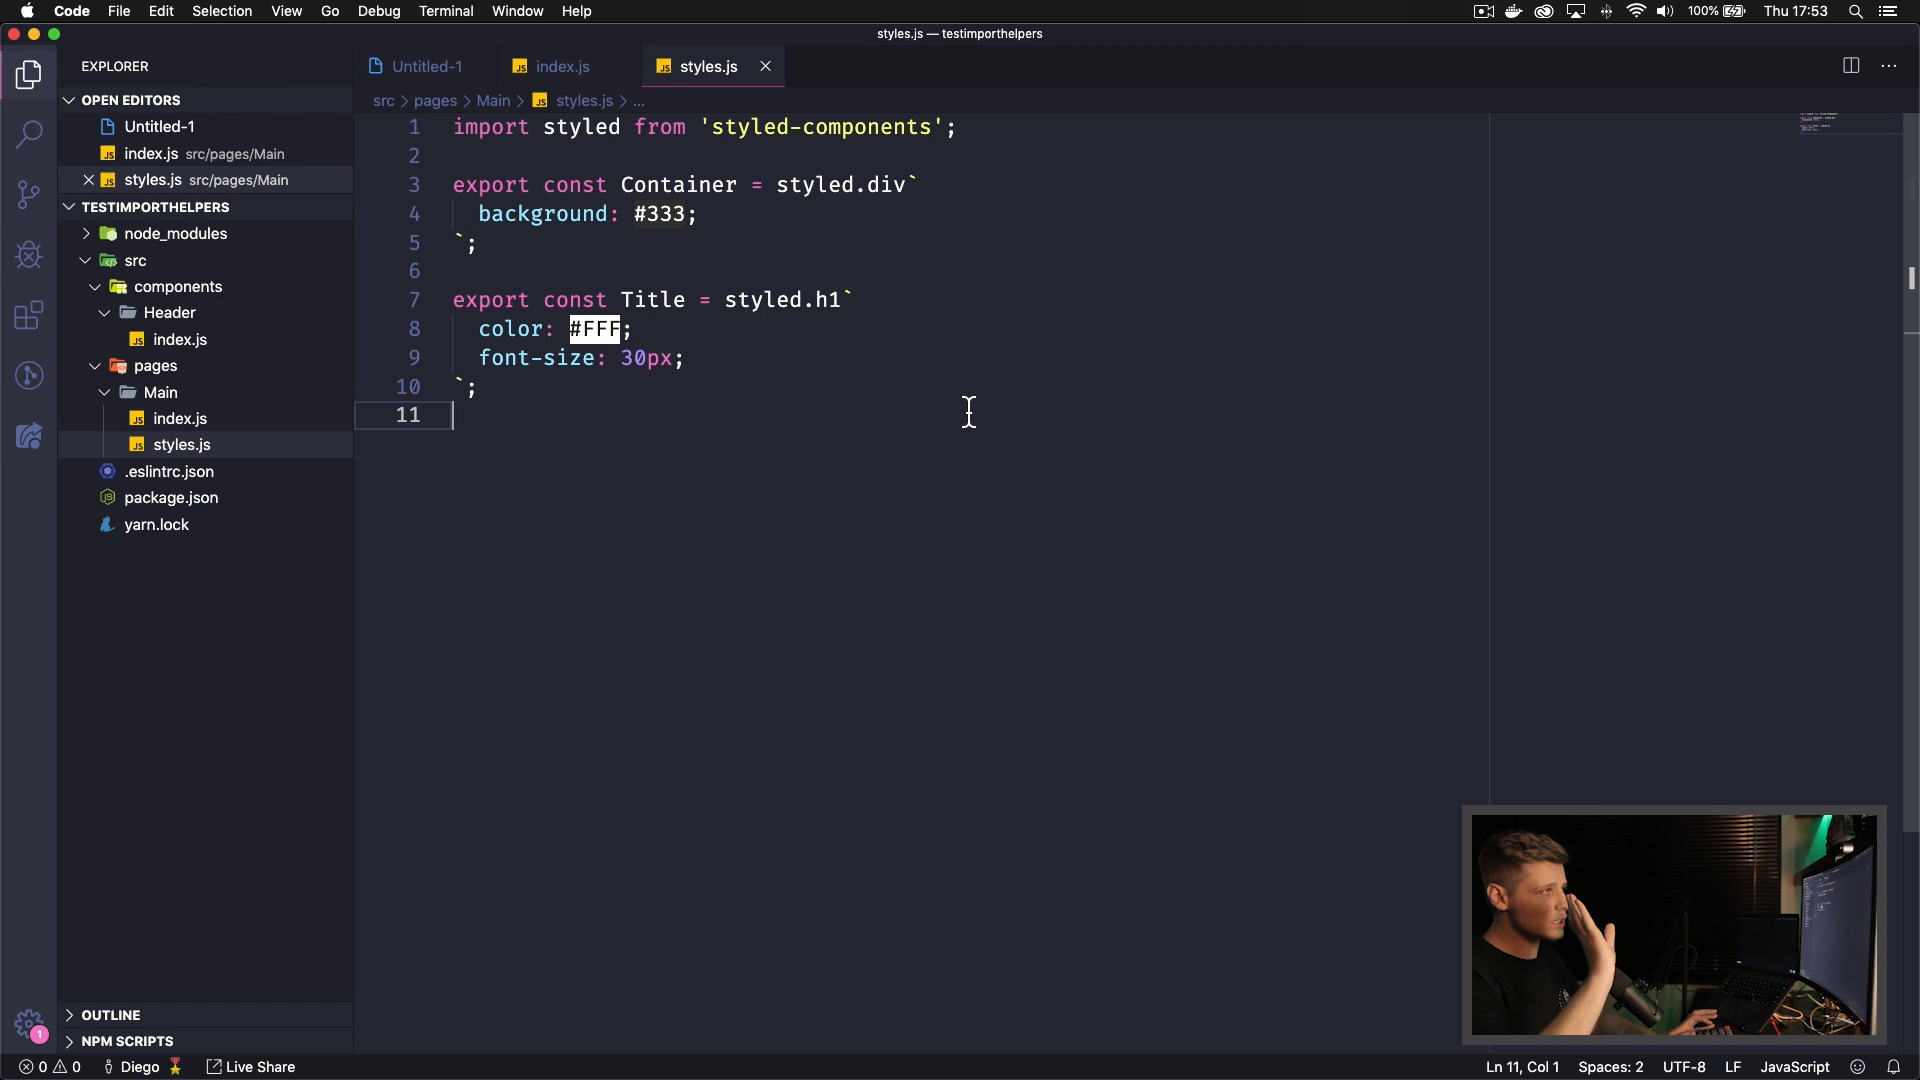 Code File Edit Selection View Go Debug Terminal Window Help
100% Thu 17:53
styles.js — testimporthelpers
EXPLORER
OPEN EDITORS
Untitled-1
index.js src/pages/Main
styles.js src/pages/Main
TESTIMPORTHELPERS
node_modules
src
components
Header
index.js
pages
Main
index.js
styles.js
.eslintrc.json
package.json
yarn.lock
OUTLINE
NPM SCRIPTS
Untitled-1 index.js styles.js
src > pages > Main > styles.js > ...
1 import styled from 'styled-components';
2
3 export const Container = styled.div`
4 background: #333;
5 `;
6
7 export const Title = styled.h1`
8 color: #FFF;
9 font-size: 30px;
10 `;
11
1
0 0 Diego Live Share
Ln 11, Col 1 Spaces: 2 UTF-8 LF JavaScript